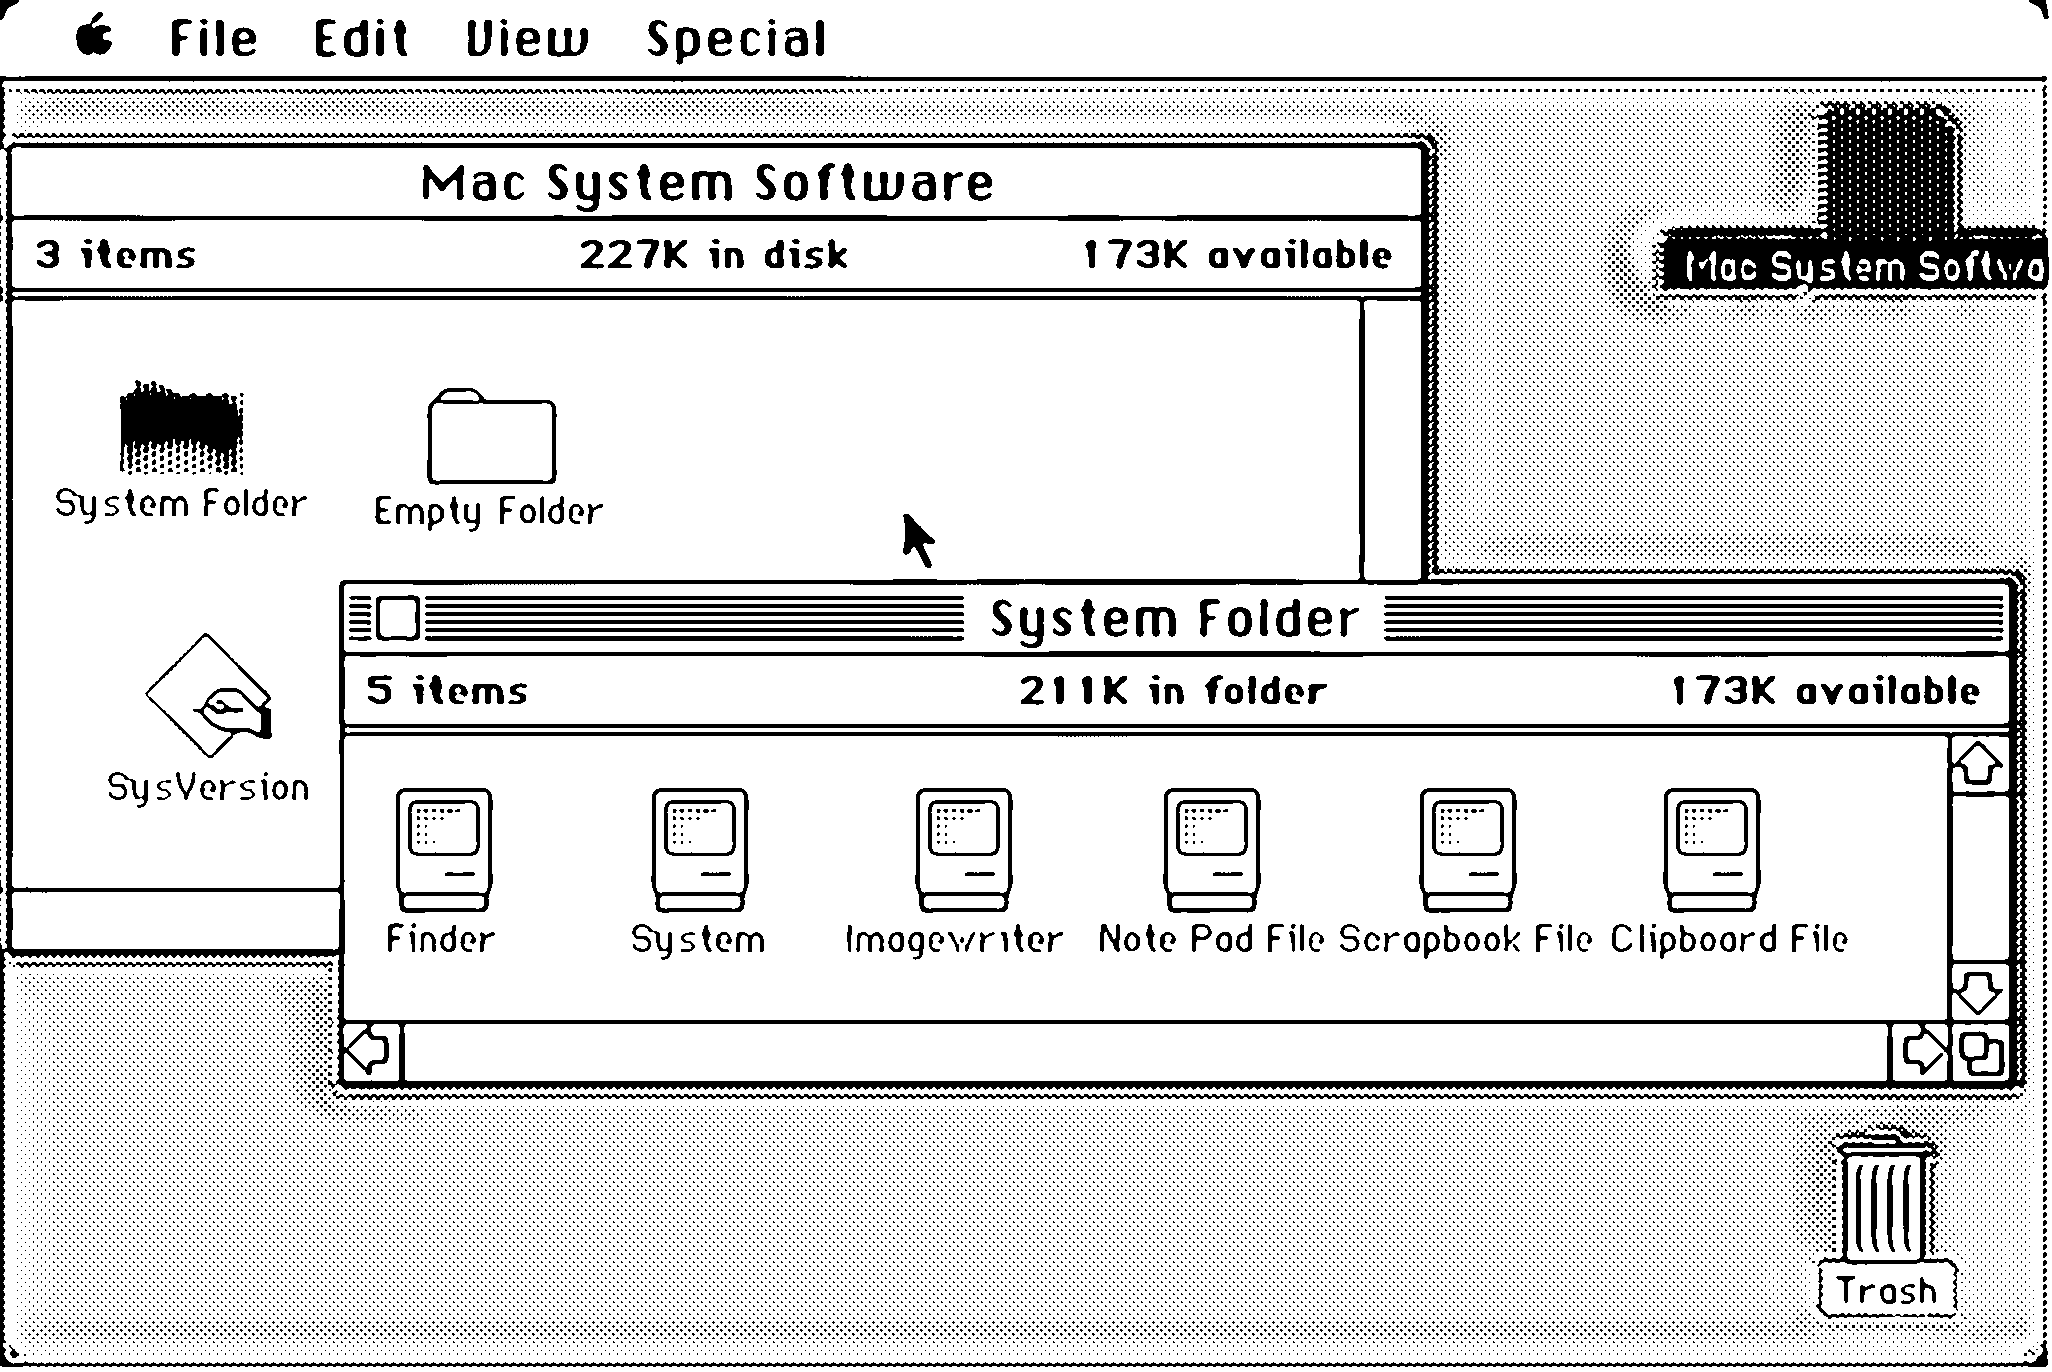 File Edit View Special
Mac System Software
3 items 227K in disk 173K available
Mac System Softwa
System Folder Empty Folder
SysVersion
System Folder
5 items 211K in folder 173K available
Finder System Imagewriter Note Pad File Scrapbook File Clipboard File
Trash